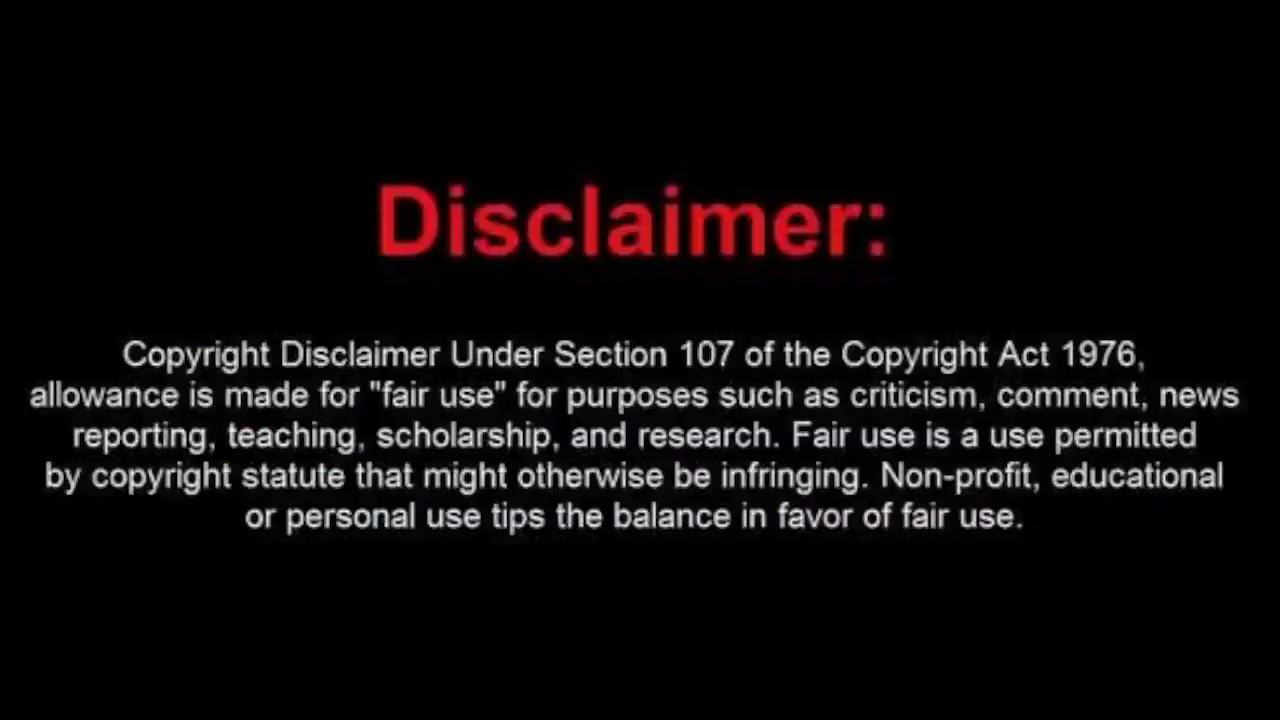 Disclaimer:
Copyright Disclaimer Under Section 107 of the Copyright Act 1976,
allowance is made for "fair use" for purposes such as criticism, comment, news
reporting, teaching, scholarship, and research. Fair use is a use permitted
by copyright statute that might otherwise be infringing. Non-profit, educational
or personal use tips the balance in favor of fair use.